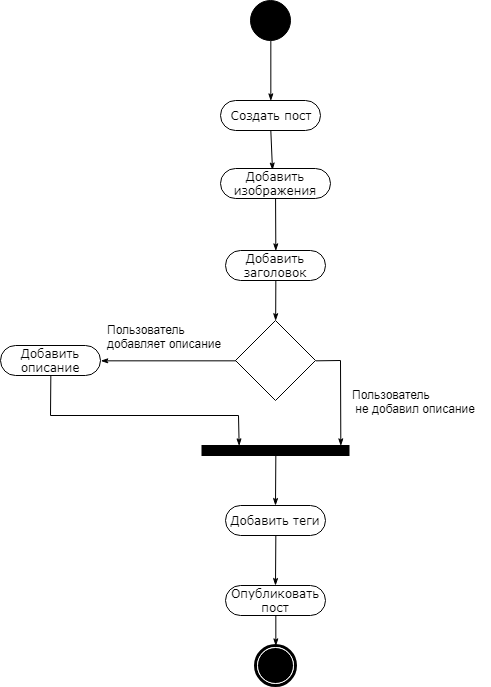 Создать пост
Добавить
изображения
Добавить
заголовок
Пользователь
добавляет описание
Добавить
описание
Пользователь
не добавил описание
Добавить теги
Опубликовать
пост